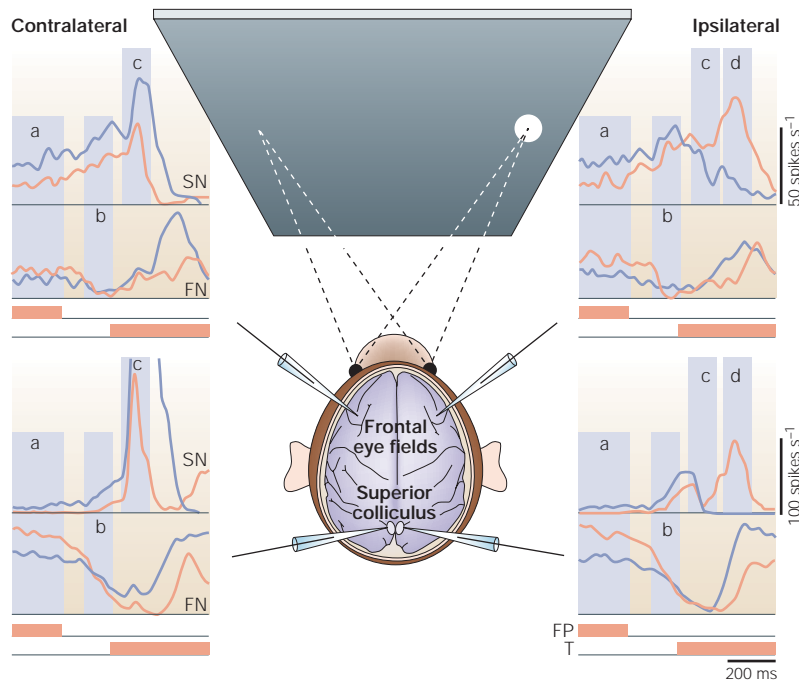 Contralateral
Ipsilateral
c
a
SN
b
FN
c
d
a
b
50 spikes s⁻¹
c
a
SN
b
FN
Frontal
eye fields
Superior
colliculus
c
d
a
b
100 spikes s⁻¹
FP
T
200 ms